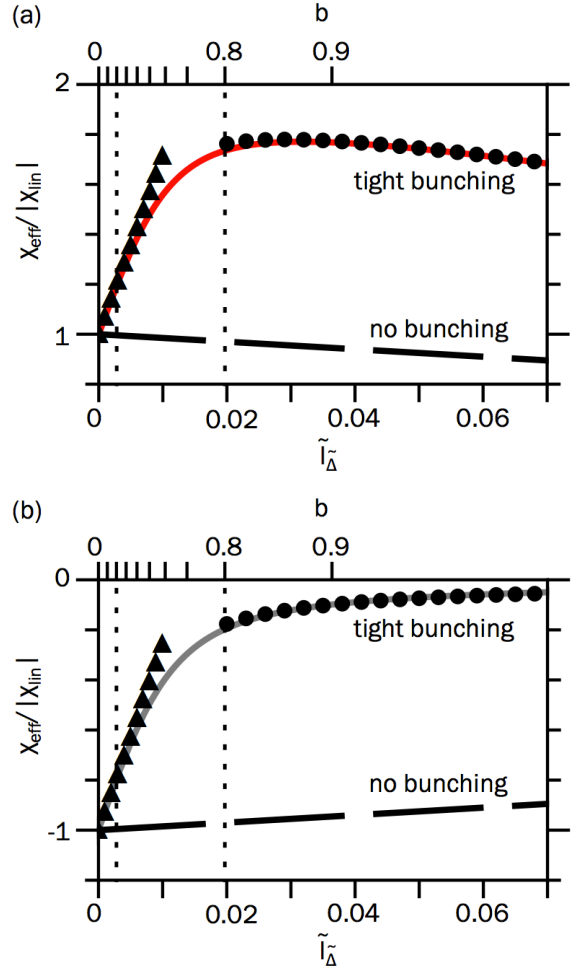 (a)
b
0 0.8 0.9
2
1
χeff/|χlin|
tight bunching
no bunching
0 0.02 0.04 0.06
Ĩ_Δ̃
(b)
b
0 0.8 0.9
0
-1
χeff/|χlin|
tight bunching
no bunching
0 0.02 0.04 0.06
Ĩ_Δ̃